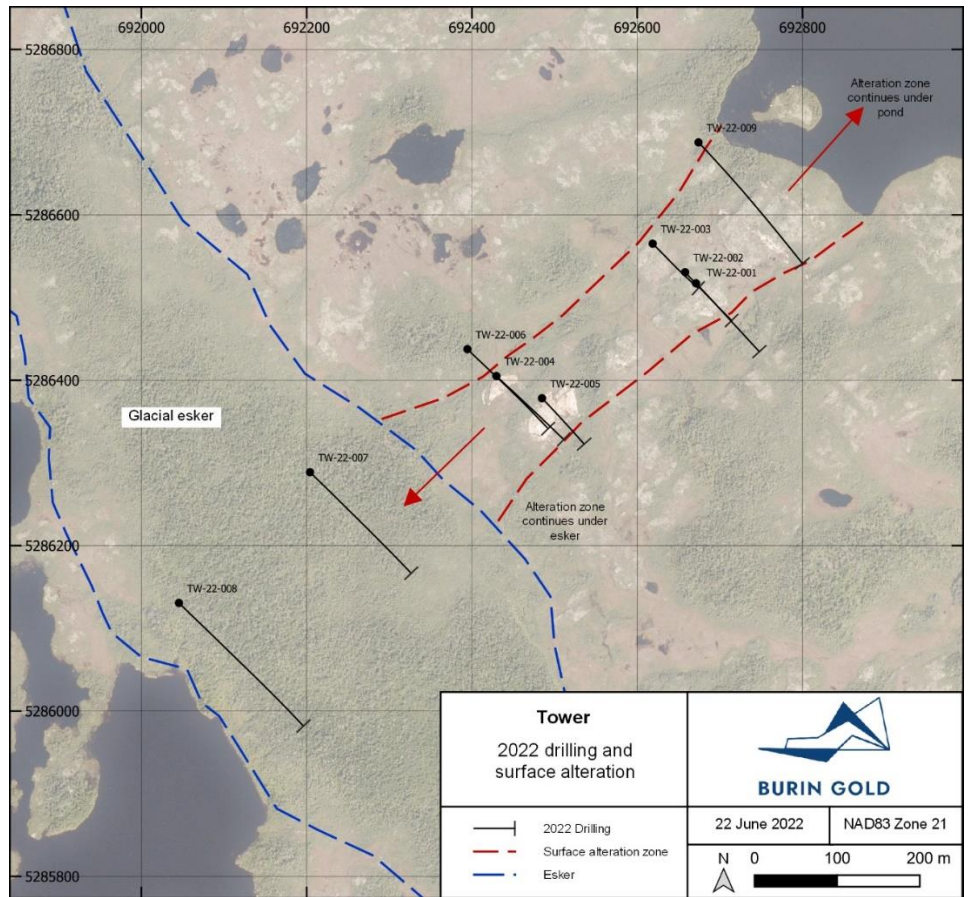 692000 692200 692400 692600 692800
5286800
5286600
5286400
5286200
5286000
5285800
Alteration zone
continues under
pond
TW-22-009
TW-22-003
TW-22-002
TW-22-001
TW-22-006
TW-22-004
TW-22-005
Glacial esker
TW-22-007
Alteration zone
continues under
esker
TW-22-008
Tower
2022 drilling and
surface alteration
2022 Drilling
Surface alteration zone
Esker
BURIN GOLD
22 June 2022
NAD83 Zone 21
N
0 100 200 m